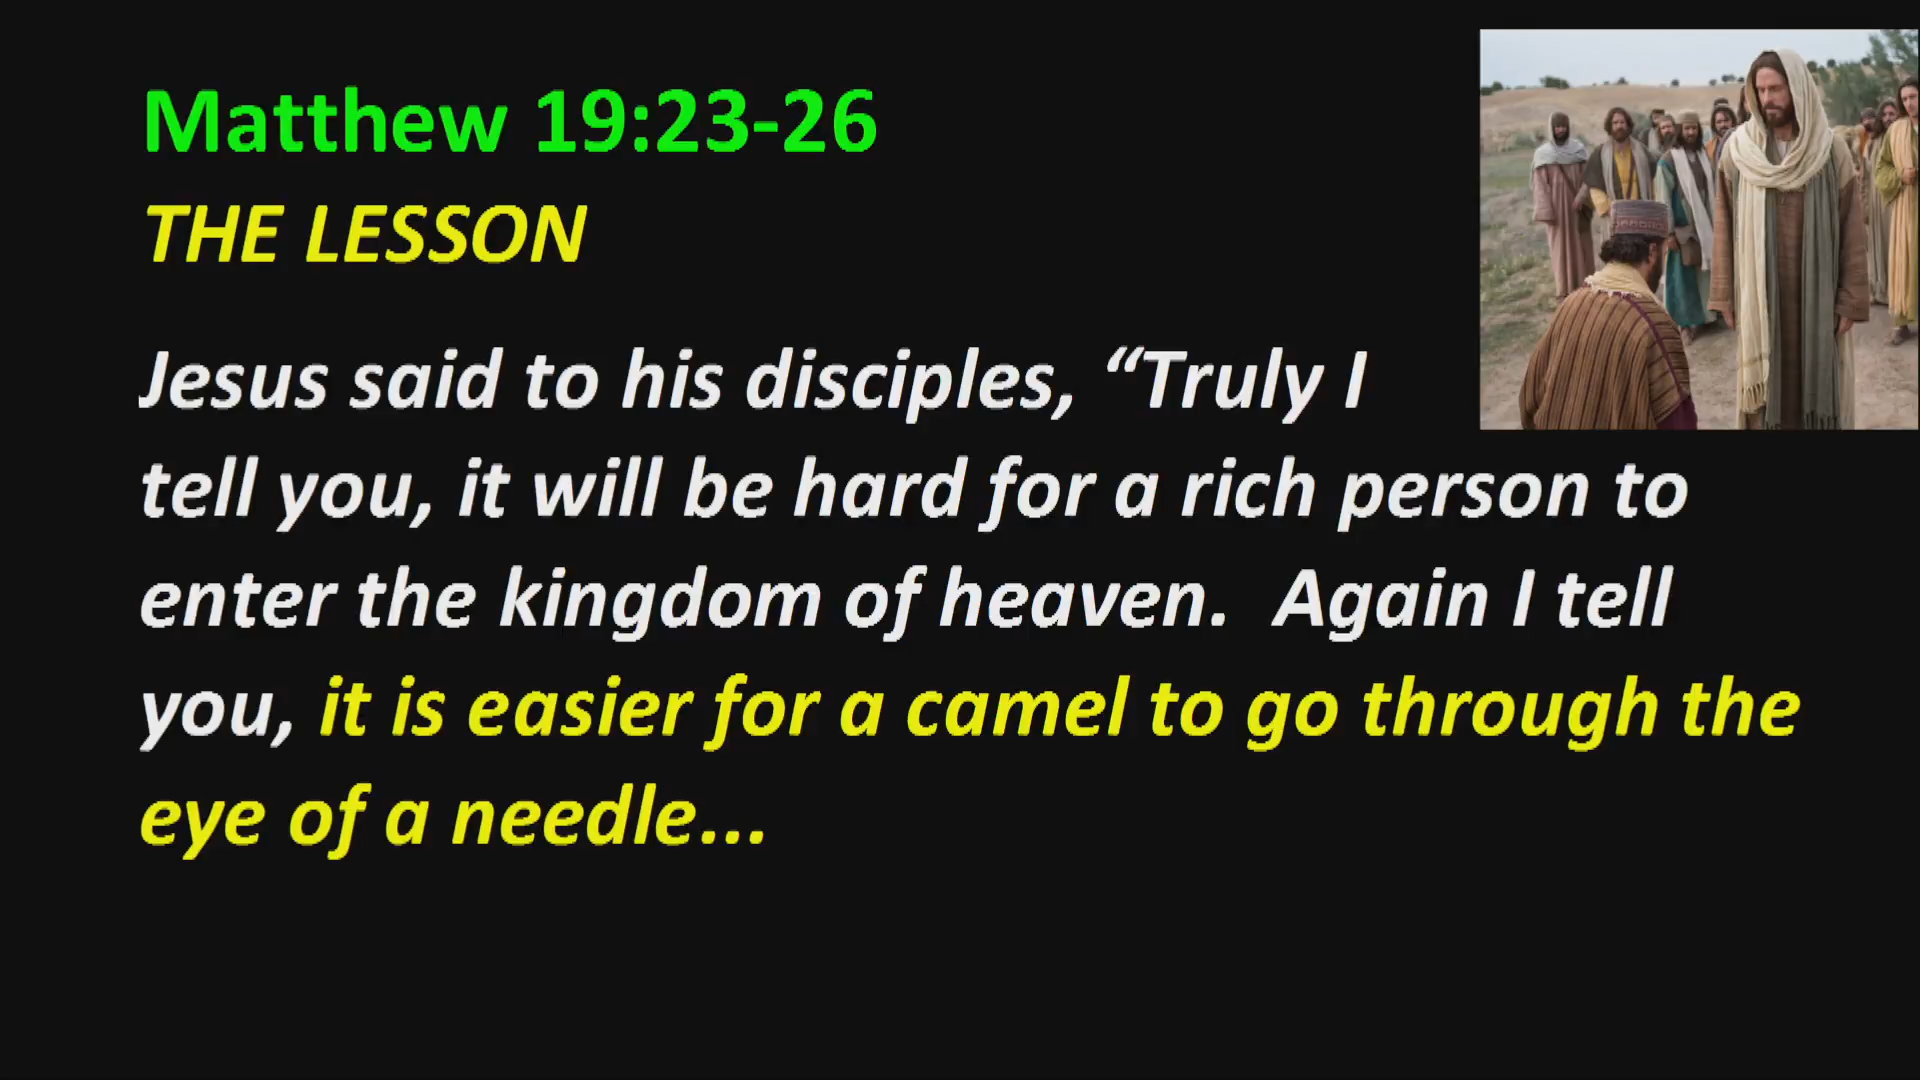 Matthew 19:23-26
THE LESSON
Jesus said to his disciples, “Truly I
tell you, it will be hard for a rich person to
enter the kingdom of heaven.  Again I tell
you, it is easier for a camel to go through the
eye of a needle...